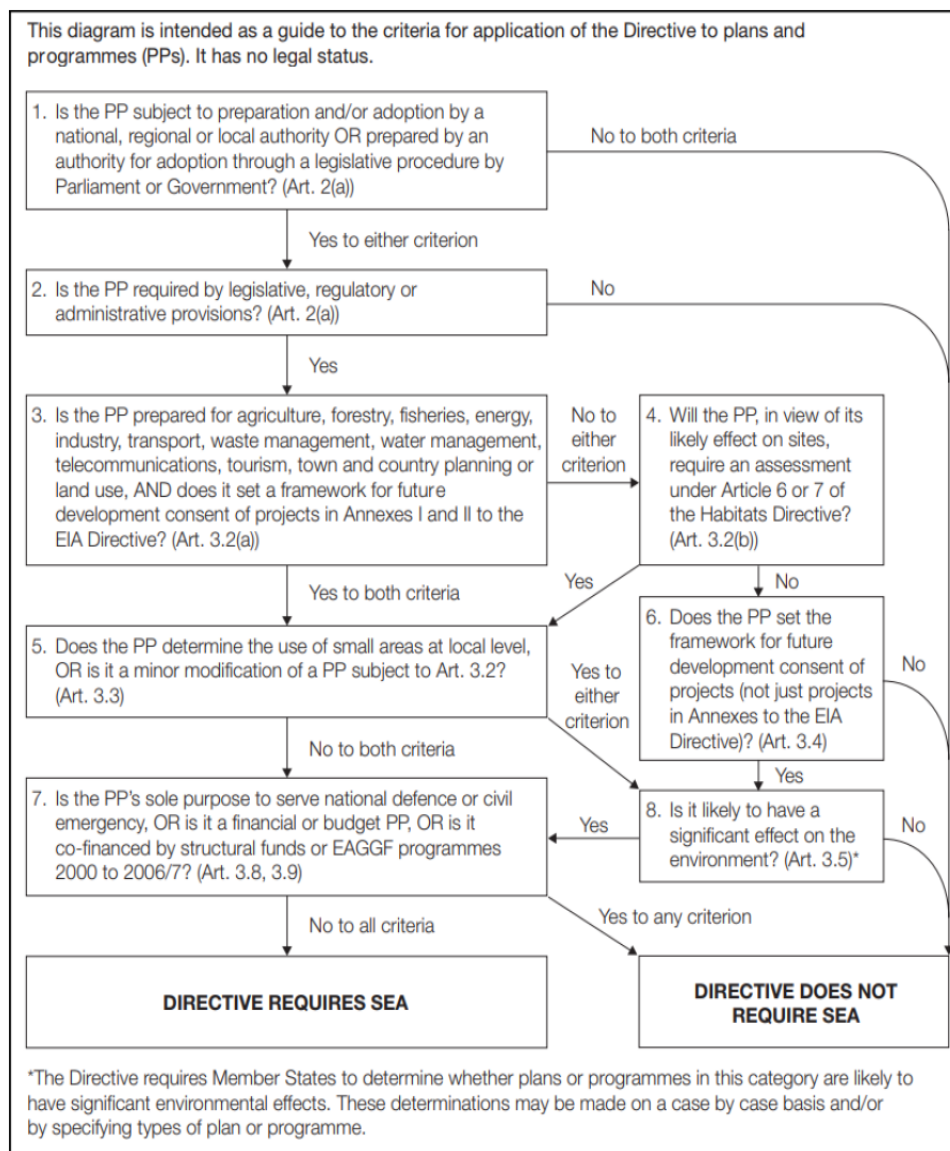 This diagram is intended as a guide to the criteria for application of the Directive to plans and
programmes (PPs). It has no legal status.
1. Is the PP subject to preparation and/or adoption by a
national, regional or local authority OR prepared by an
authority for adoption through a legislative procedure by
Parliament or Government? (Art. 2(a))
No to both criteria
Yes to either criterion
2. Is the PP required by legislative, regulatory or
administrative provisions? (Art. 2(a))
No
Yes
3. Is the PP prepared for agriculture, forestry, fisheries, energy,
industry, transport, waste management, water management,
telecommunications, tourism, town and country planning or
land use, AND does it set a framework for future
development consent of projects in Annexes I and II to the
EIA Directive? (Art. 3.2(a))
No to
either
criterion
4. Will the PP, in view of its
likely effect on sites,
require an assessment
under Article 6 or 7 of
the Habitats Directive?
(Art. 3.2(b))
Yes to both criteria
Yes
No
5. Does the PP determine the use of small areas at local level,
OR is it a minor modification of a PP subject to Art. 3.2?
(Art. 3.3)
Yes to
either
criterion
6. Does the PP set the
framework for future
development consent of
projects (not just projects
in Annexes to the EIA
Directive)? (Art. 3.4)
No
No to both criteria
Yes
7. Is the PP's sole purpose to serve national defence or civil
emergency, OR is it a financial or budget PP, OR is it
co-financed by structural funds or EAGGF programmes
2000 to 2006/7? (Art. 3.8, 3.9)
Yes
8. Is it likely to have a
significant effect on the
environment? (Art. 3.5)*
No
No to all criteria
Yes to any criterion
DIRECTIVE REQUIRES SEA
DIRECTIVE DOES NOT
REQUIRE SEA
*The Directive requires Member States to determine whether plans or programmes in this category are likely to
have significant environmental effects. These determinations may be made on a case by case basis and/or
by specifying types of plan or programme.